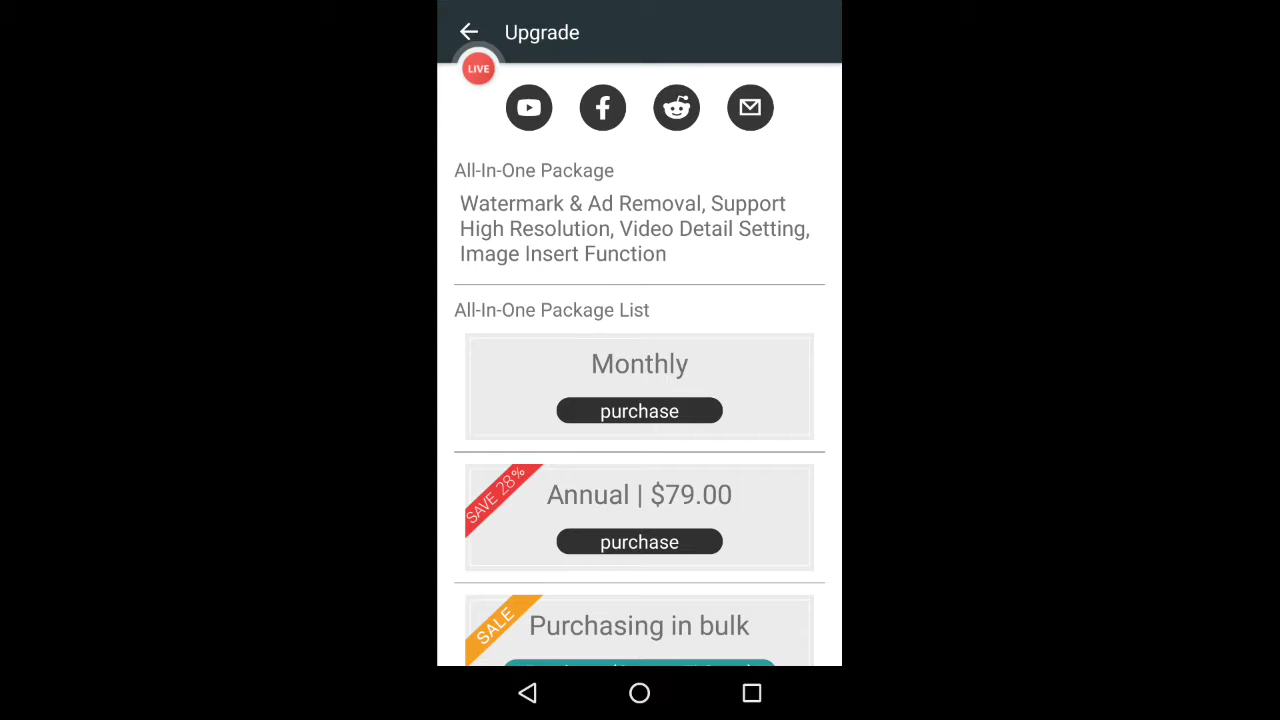 Upgrade
LIVE
All-In-One Package
Watermark & Ad Removal, Support
High Resolution, Video Detail Setting,
Image Insert Function
All-In-One Package List
Monthly
purchase
SAVE 28%
Annual | $79.00
purchase
SALE
Purchasing in bulk